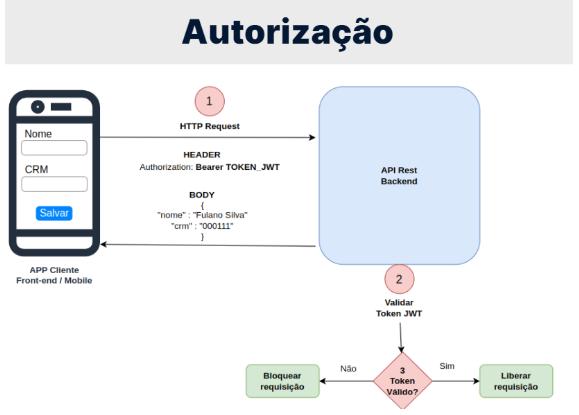 Autorização
1
HTTP Request
Nome
CRM
Salvar
HEADER
Authorization: Bearer TOKEN_JWT
BODY
{
"nome" : "Fulano Silva"
"crm" : "000111"
}
API Rest
Backend
APP Cliente
Front-end / Mobile
2
Validar
Token JWT
Não
Sim
Bloquear
requisição
3
Token
Válido?
Liberar
requisição